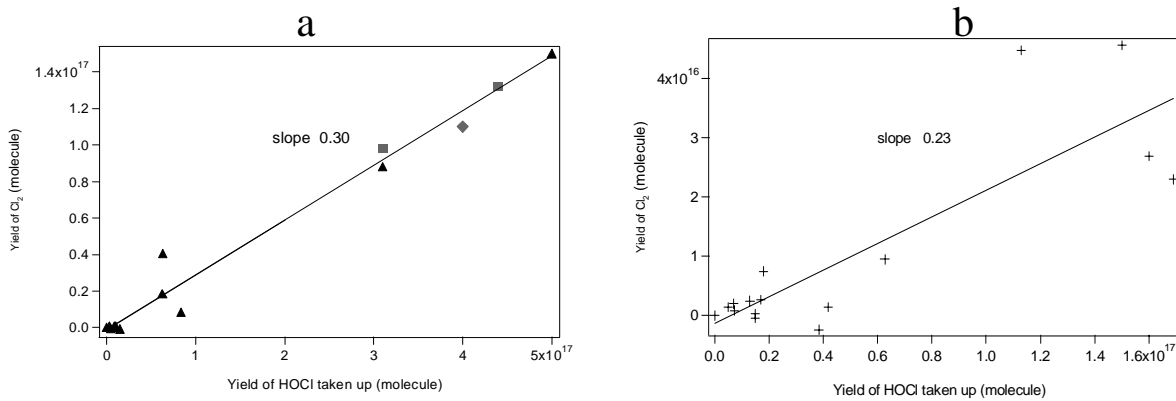 a
1.4x10^17
1.2
1.0
0.8
0.6
0.4
0.2
0.0
Yield of Cl₂ (molecule)
slope 0.30
0
1
2
3
4
5x10^17
Yield of HOCl taken up (molecule)
b
4x10^16
3
2
1
0
Yield of Cl₂ (molecule)
slope 0.23
0.0
0.2
0.4
0.6
0.8
1.0
1.2
1.4
1.6x10^17
Yield of HOCl taken up (molecule)